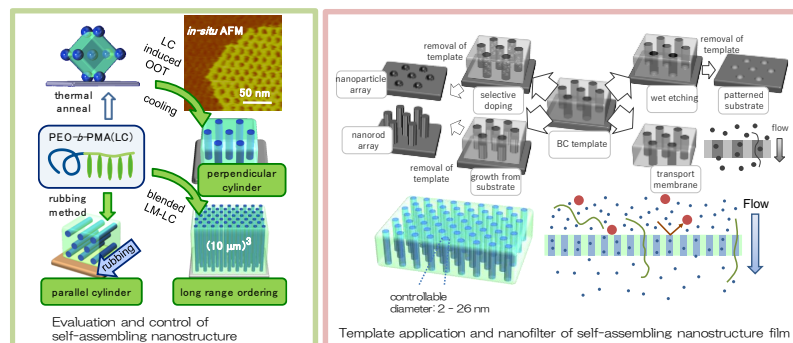 LC
induced
OOT
in-situ AFM
50 nm
thermal
anneal
cooling
PEO-b-PMA(LC)
perpendicular
cylinder
rubbing
method
blended
LM-LC
rubbing
(10 μm)³
parallel cylinder
long range ordering
Evaluation and control of
self-assembling nanostructure
removal of
template
nanoparticle
array
selective
doping
nanorod
array
removal of
template
growth from
substrate
BC template
wet etching
removal of
template
patterned
substrate
transport
membrane
flow
controllable
diameter: 2 - 26 nm
Flow
Template application and nanofilter of self-assembling nanostructure film